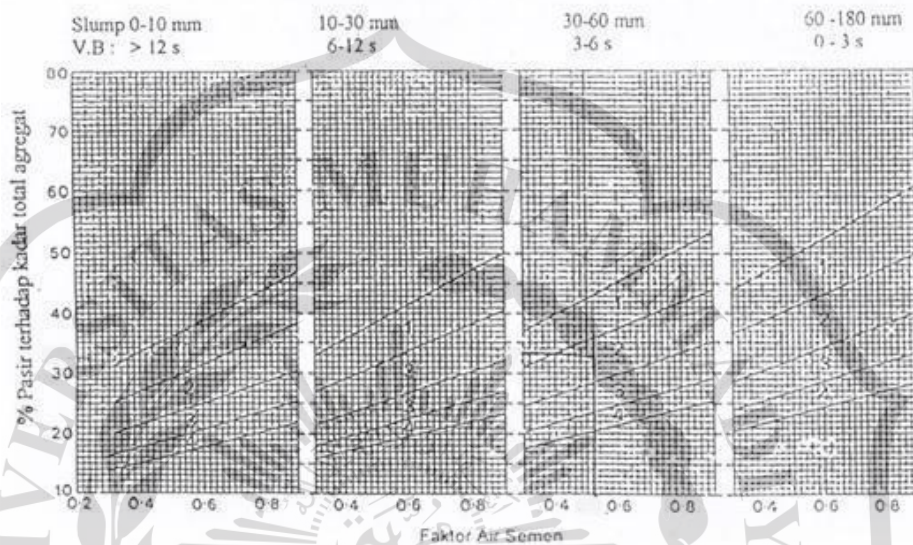 Slump 0-10 mm 10-30 mm 30-60 mm 60 -180 mm
V.B : > 12 s 6-12 s 3-6 s 0 - 3 s
% Pasir terhadap kadar total agregat
80
70
60
50
40
30
20
10
0·2 0·4 0·6 0·8 0·4 0·6 0·8 0·4 0·6 0·8 0·4 0·6 0·8
Faktor Air Semen